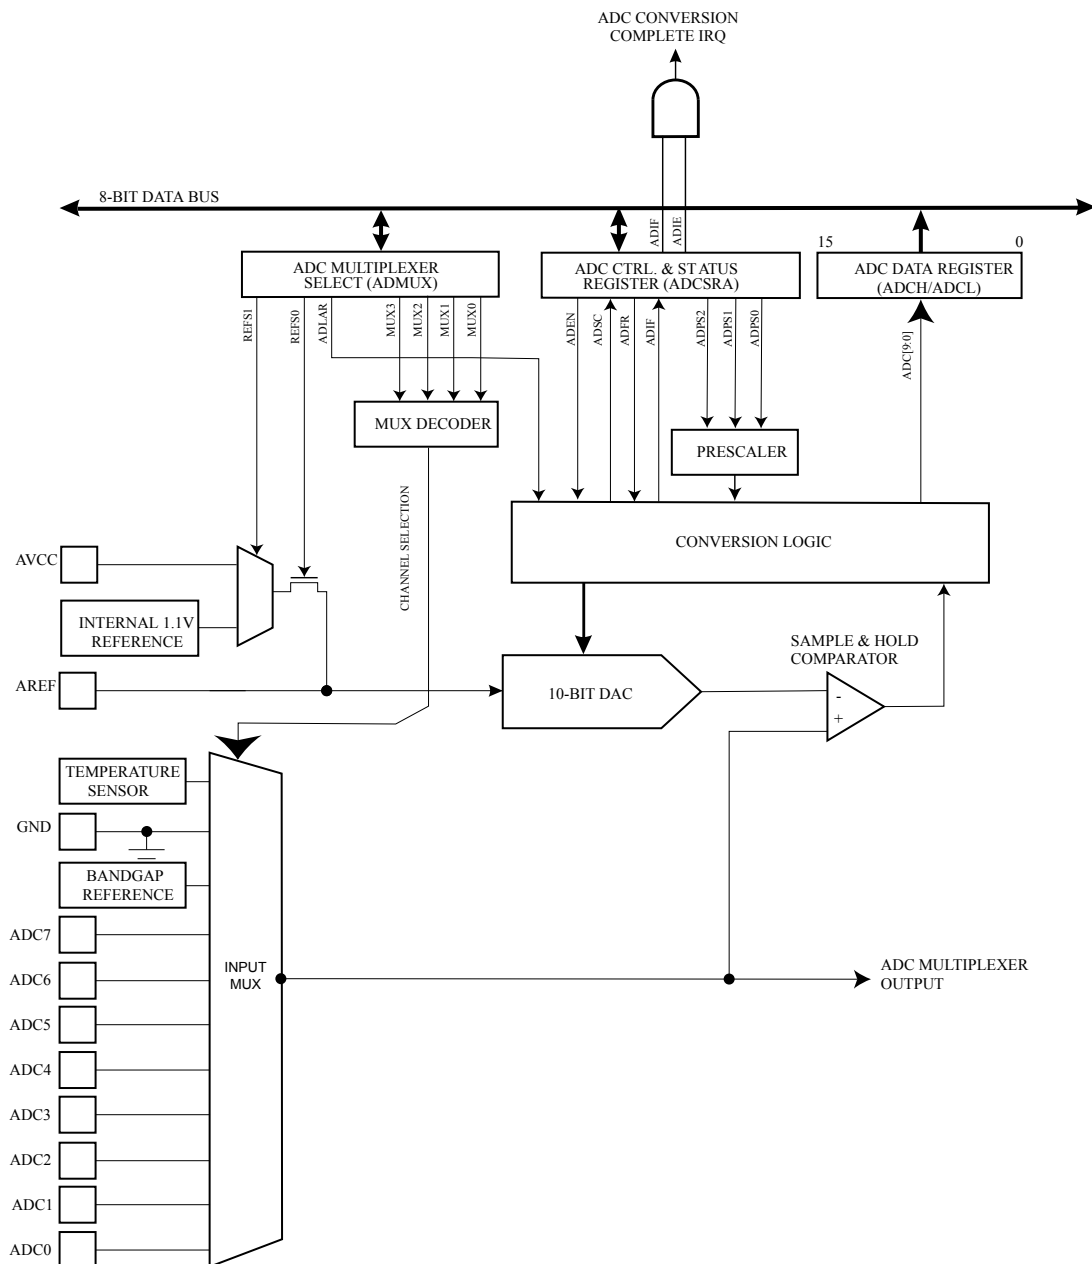 ADC CONVERSION
COMPLETE IRQ
8-BIT DATA BUS
ADIF
ADIE
15
0
ADC MULTIPLEXER
SELECT (ADMUX)
ADC CTRL. & STATUS
REGISTER (ADCSRA)
ADC DATA REGISTER
(ADCH/ADCL)
REFS1
REFS0
ADLAR
MUX3
MUX2
MUX1
MUX0
ADEN
ADSC
ADFR
ADIF
ADPS2
ADPS1
ADPS0
ADC[9:0]
MUX DECODER
PRESCALER
CHANNEL SELECTION
CONVERSION LOGIC
AVCC
INTERNAL 1.1V
REFERENCE
SAMPLE & HOLD
COMPARATOR
AREF
10-BIT DAC
-
+
TEMPERATURE
SENSOR
GND
BANDGAP
REFERENCE
ADC7
ADC6
INPUT
MUX
ADC MULTIPLEXER
OUTPUT
ADC5
ADC4
ADC3
ADC2
ADC1
ADC0